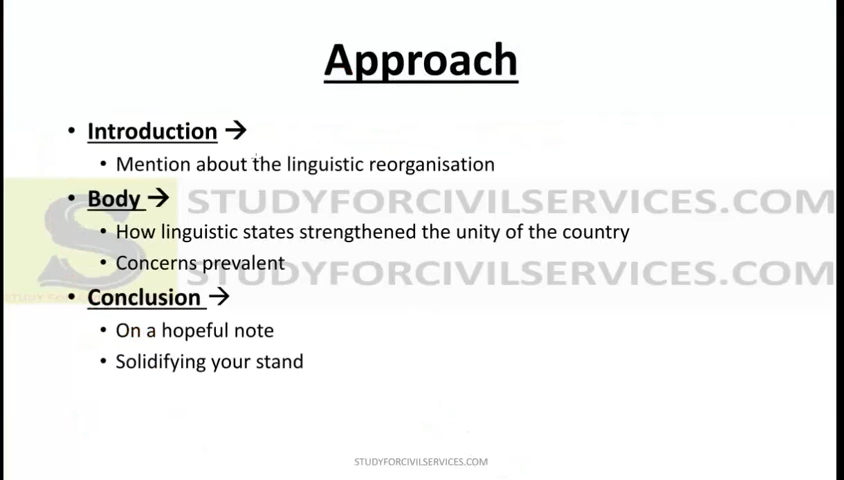 Approach
• Introduction →
• Mention about the linguistic reorganisation
• Body →
STUDYFORCIVILSERVICES.COM
• How linguistic states strengthened the unity of the country
• Concerns prevalent
STUDYFORCIVILSERVICES.COM
• Conclusion →
• On a hopeful note
• Solidifying your stand
STUDYFORCIVILSERVICES.COM